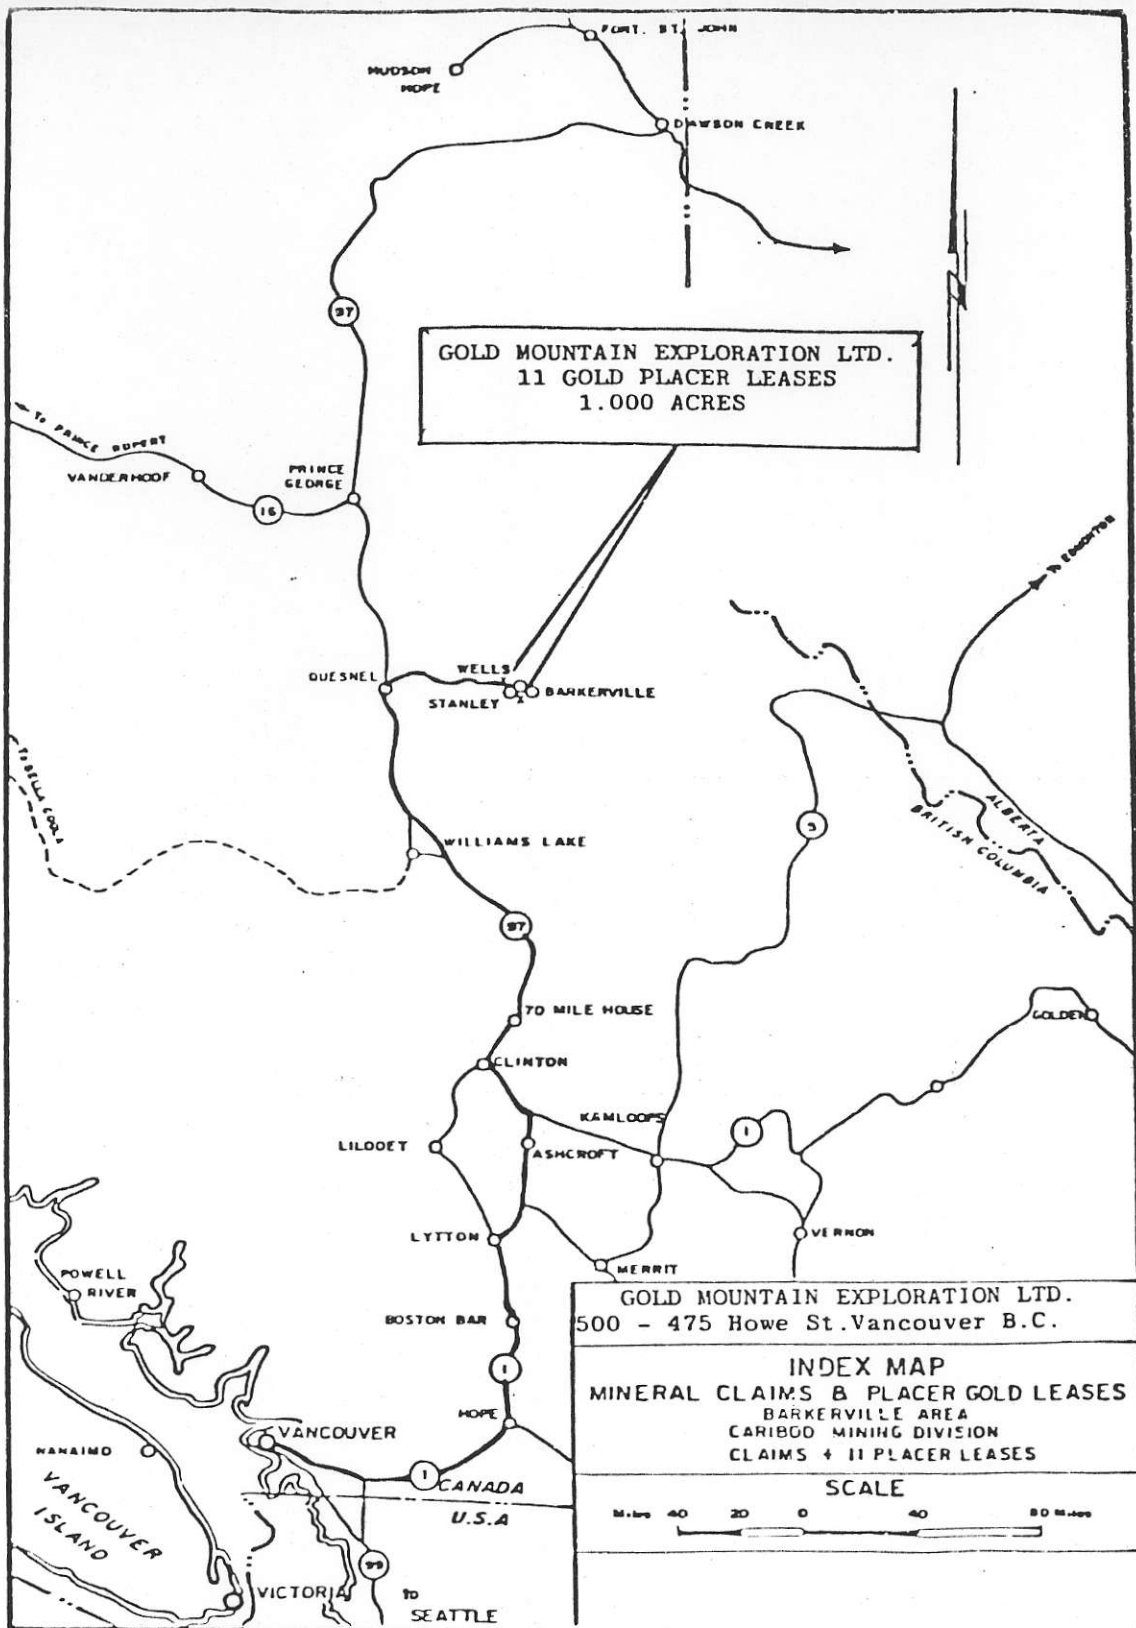 FORT. ST. JOHN
HUDSON
HOPE
DAWSON CREEK
97
GOLD MOUNTAIN EXPLORATION LTD.
11 GOLD PLACER LEASES
1.000 ACRES
TO PRINCE RUPERT
VANDERHOOF
PRINCE
GEORGE
16
TO EDMONTON
QUESNEL
WELLS
STANLEY
BARKERVILLE
TO BELLA COOLA
WILLIAMS LAKE
5
ALBERTA
BRITISH COLUMBIA
97
70 MILE HOUSE
GOLDEN
CLINTON
KAMLOOPS
1
LILOOET
ASHCROFT
LYTTON
VERNON
MERRIT
POWELL
RIVER
BOSTON BAR
1
HOPE
VANCOUVER
NANAIMO
1
CANADA
U.S.A
VANCOUVER
ISLAND
99
VICTORIA
TO
SEATTLE
GOLD MOUNTAIN EXPLORATION LTD.
500 - 475 Howe St.Vancouver B.C.
INDEX MAP
MINERAL CLAIMS & PLACER GOLD LEASES
BARKERVILLE AREA
CARIBOO MINING DIVISION
CLAIMS + 11 PLACER LEASES
SCALE
Miles 40 20 0 40 80 Miles